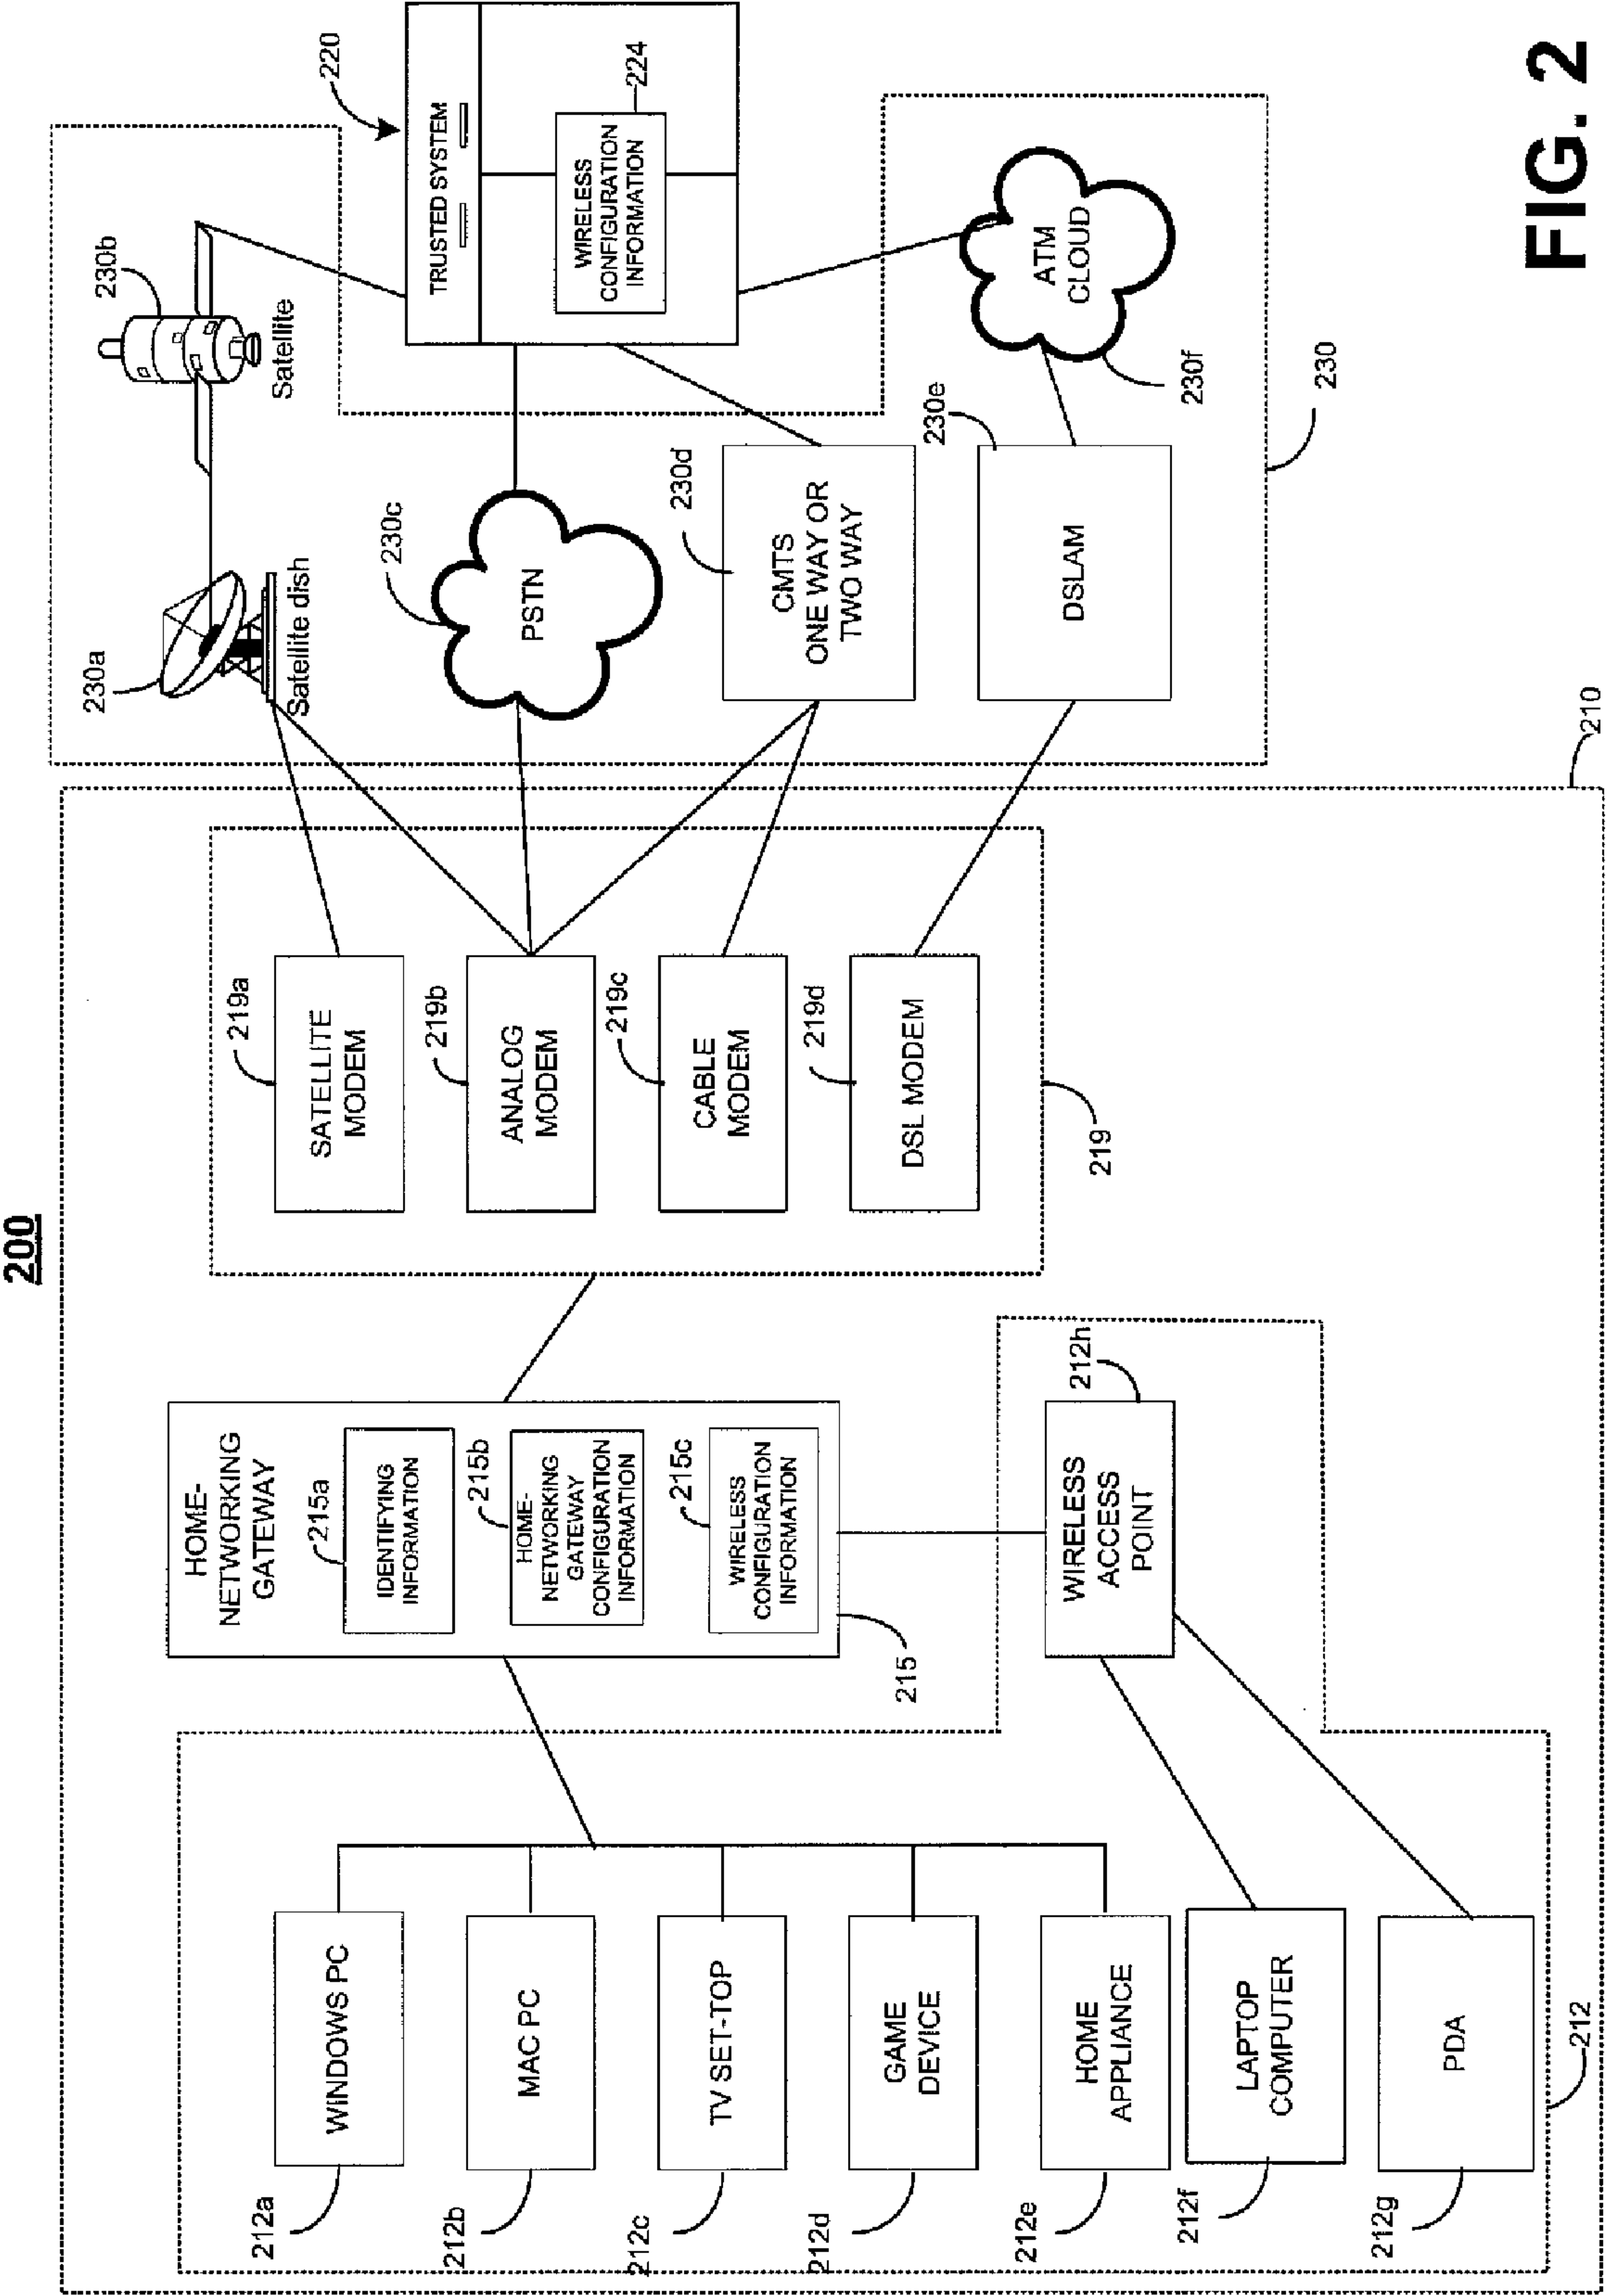 200
HOME-
NETWORKING
GATEWAY
215a
IDENTIFYING
INFORMATION
215b
HOME-
NETWORKING
GATEWAY
CONFIGURATION
INFORMATION
215c
WIRELESS
CONFIGURATION
INFORMATION
215
212a
WINDOWS PC
212b
MAC PC
212c
TV SET-TOP
212d
GAME
DEVICE
212e
HOME
APPLIANCE
212f
LAPTOP
COMPUTER
212g
PDA
212
WIRELESS
ACCESS
POINT
212h
219a
SATELLITE
MODEM
219b
ANALOG
MODEM
219c
CABLE
MODEM
219d
DSL MODEM
219
210
230a
Satellite dish
230b
Satellite
230c
PSTN
230d
CMTS
ONE WAY OR
TWO WAY
230e
DSLAM
ATM
CLOUD
230f
230
220
TRUSTED SYSTEM
WIRELESS
CONFIGURATION
INFORMATION
224
FIG. 2